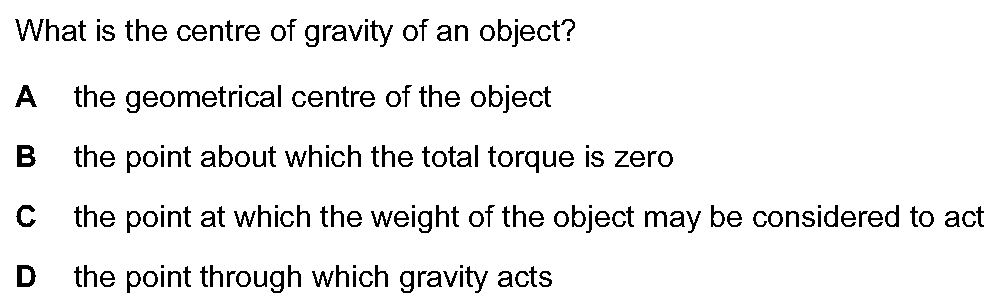 What is the centre of gravity of an object?
A the geometrical centre of the object
B the point about which the total torque is zero
C the point at which the weight of the object may be considered to act
D the point through which gravity acts